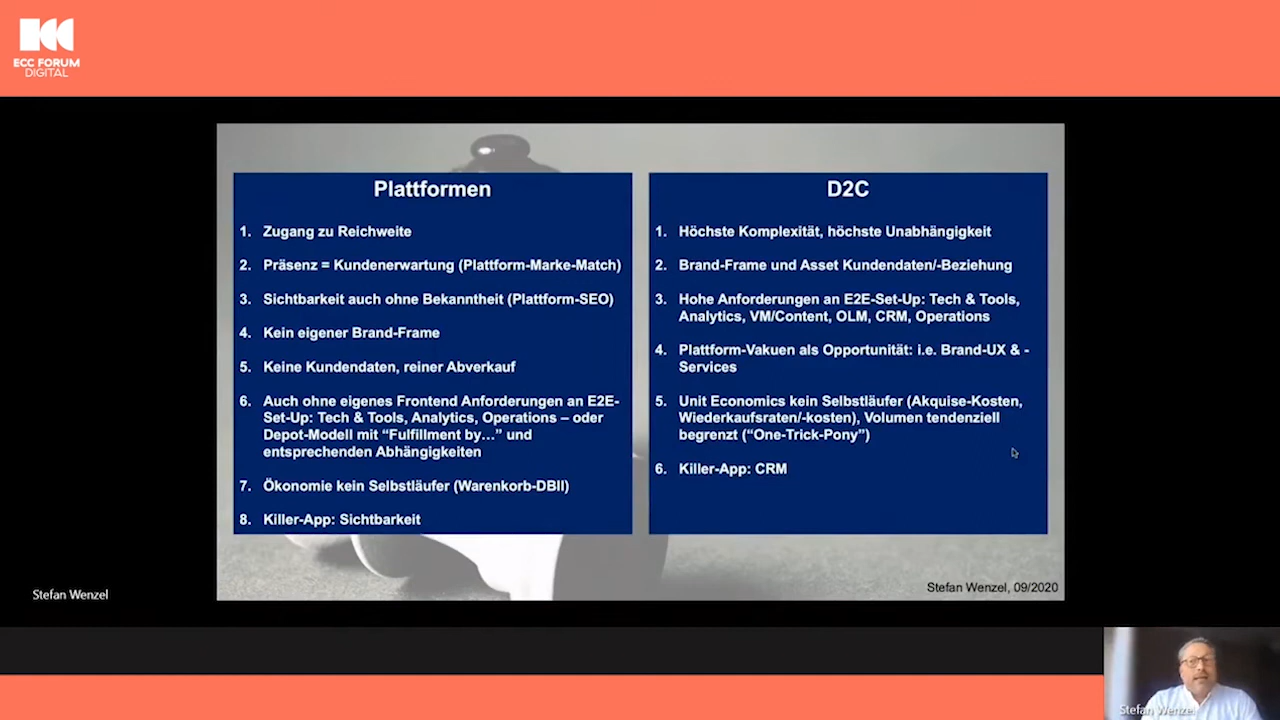 ECC FORUM
DIGITAL
Plattformen
1. Zugang zu Reichweite
2. Präsenz = Kundenerwartung (Plattform-Marke-Match)
3. Sichtbarkeit auch ohne Bekanntheit (Plattform-SEO)
4. Kein eigener Brand-Frame
5. Keine Kundendaten, reiner Abverkauf
6. Auch ohne eigenes Frontend Anforderungen an E2E-
Set-Up: Tech & Tools, Analytics, Operations – oder
Depot-Modell mit “Fulfillment by…” und
entsprechenden Abhängigkeiten
7. Ökonomie kein Selbstläufer (Warenkorb-DBII)
8. Killer-App: Sichtbarkeit
D2C
1. Höchste Komplexität, höchste Unabhängigkeit
2. Brand-Frame und Asset Kundendaten/-Beziehung
3. Hohe Anforderungen an E2E-Set-Up: Tech & Tools,
Analytics, VM/Content, OLM, CRM, Operations
4. Plattform-Vakuen als Opportunität: i.e. Brand-UX & -
Services
5. Unit Economics kein Selbstläufer (Akquise-Kosten,
Wiederkaufsraten/-kosten), Volumen tendenziell
begrenzt (“One-Trick-Pony”)
6. Killer-App: CRM
Stefan Wenzel, 09/2020
Stefan Wenzel
Stefan Wenzel